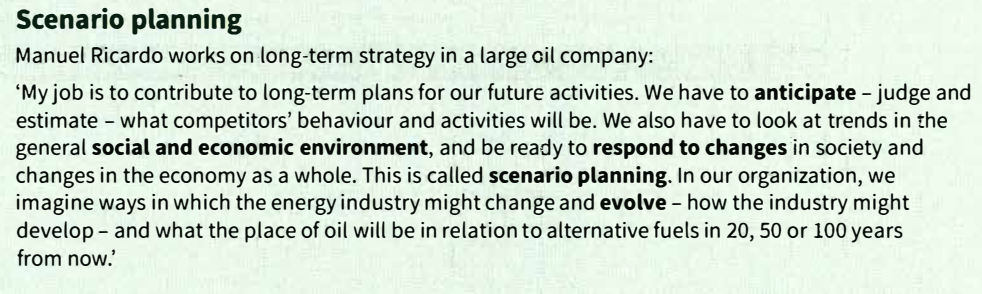 Scenario planning
Manuel Ricardo works on long-term strategy in a large oil company:
‘My job is to contribute to long-term plans for our future activities. We have to anticipate – judge and
estimate – what competitors’ behaviour and activities will be. We also have to look at trends in the
general social and economic environment, and be ready to respond to changes in society and
changes in the economy as a whole. This is called scenario planning. In our organization, we
imagine ways in which the energy industry might change and evolve – how the industry might
develop – and what the place of oil will be in relation to alternative fuels in 20, 50 or 100 years
from now.’